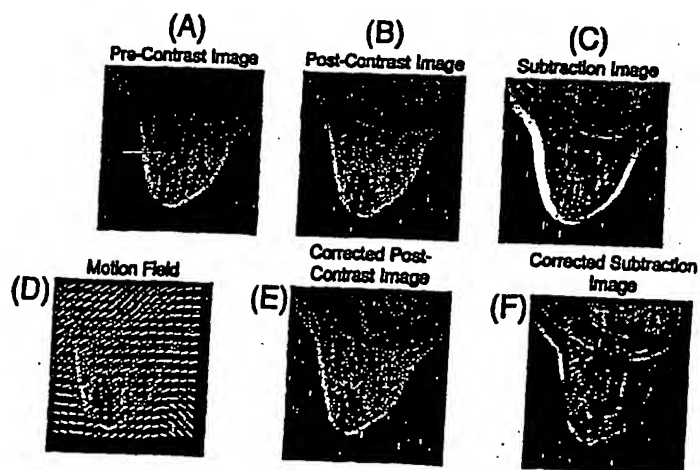 (A)
Pre-Contrast Image
(B)
Post-Contrast Image
(C)
Subtraction Image
(D)
Motion Field
(E)
Corrected Post-
Contrast Image
(F)
Corrected Subtraction
Image